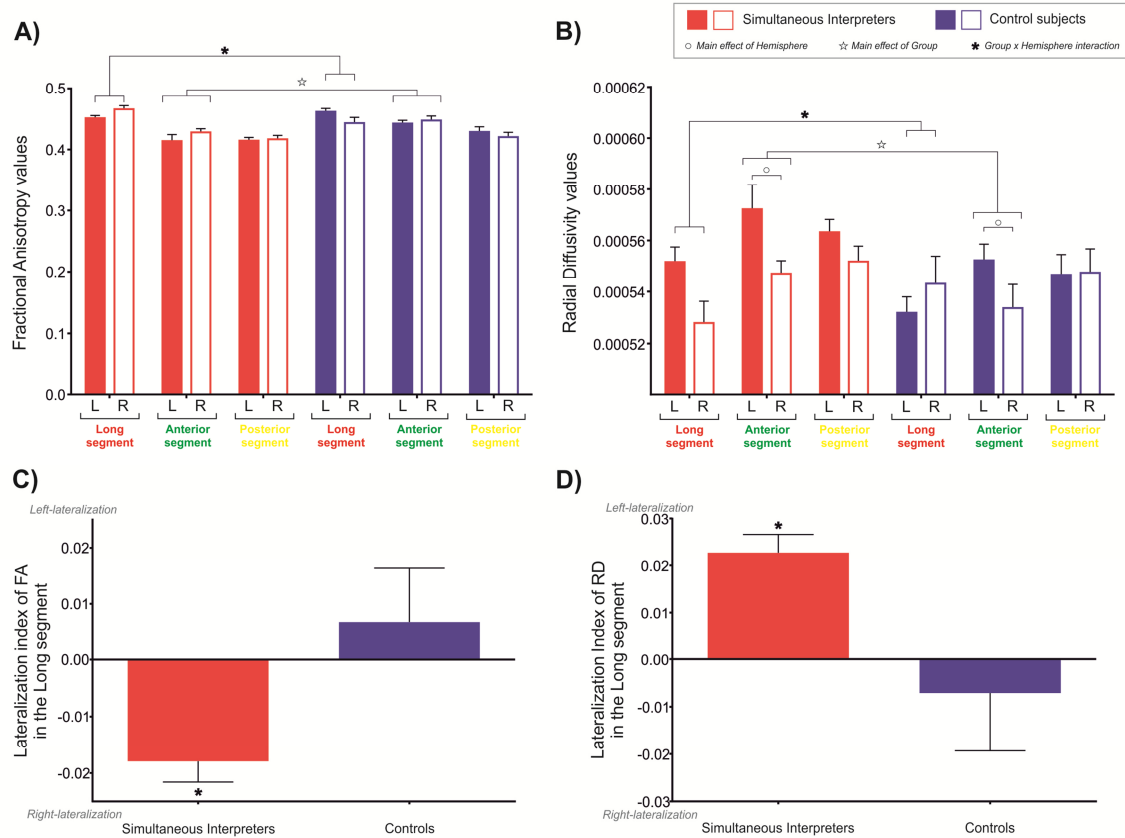 A)
B)
Simultaneous Interpreters
Control subjects
○ Main effect of Hemisphere
☆ Main effect of Group
* Group x Hemisphere interaction
Fractional Anisotropy values
0.5
0.4
0.3
0.2
0.1
0.0
*
☆
L R L R L R L R L R L R
Long segment
Anterior segment
Posterior segment
Long segment
Anterior segment
Posterior segment
Radial Diffusivity values
0.00062
0.00060
0.00058
0.00056
0.00054
0.00052
*
☆
○
○
L R L R L R L R L R L R
Long segment
Anterior segment
Posterior segment
Long segment
Anterior segment
Posterior segment
C)
Left-lateralization
Lateralization index of FA
in the Long segment
0.02
0.01
0.00
-0.01
-0.02
*
Right-lateralization
Simultaneous Interpreters
Controls
D)
Left-lateralization
Lateralization Index of RD
in the Long segment
0.03
0.02
0.01
0.00
-0.01
-0.02
-0.03
*
Right-lateralization
Simultaneous Interpreters
Controls